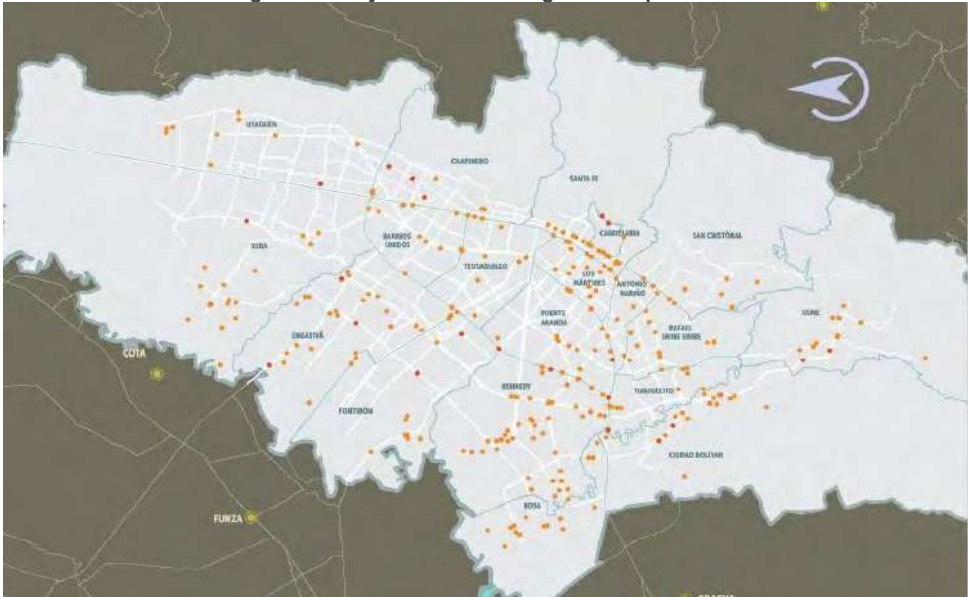 USAQUÉN
CHAPINERO
SANTA FE
CANDELARIA
SAN CRISTÓBAL
BARRIOS
UNIDOS
SUBA
TEUSAQUILLO
LOS
MÁRTIRES
ANTONIO
NARIÑO
USME
PUENTE
ARANDA
RAFAEL
URIBE URIBE
ENGATIVÁ
COTA
KENNEDY
TUNJUELITO
FONTIBÓN
CIUDAD BOLÍVAR
BOSA
FUNZA